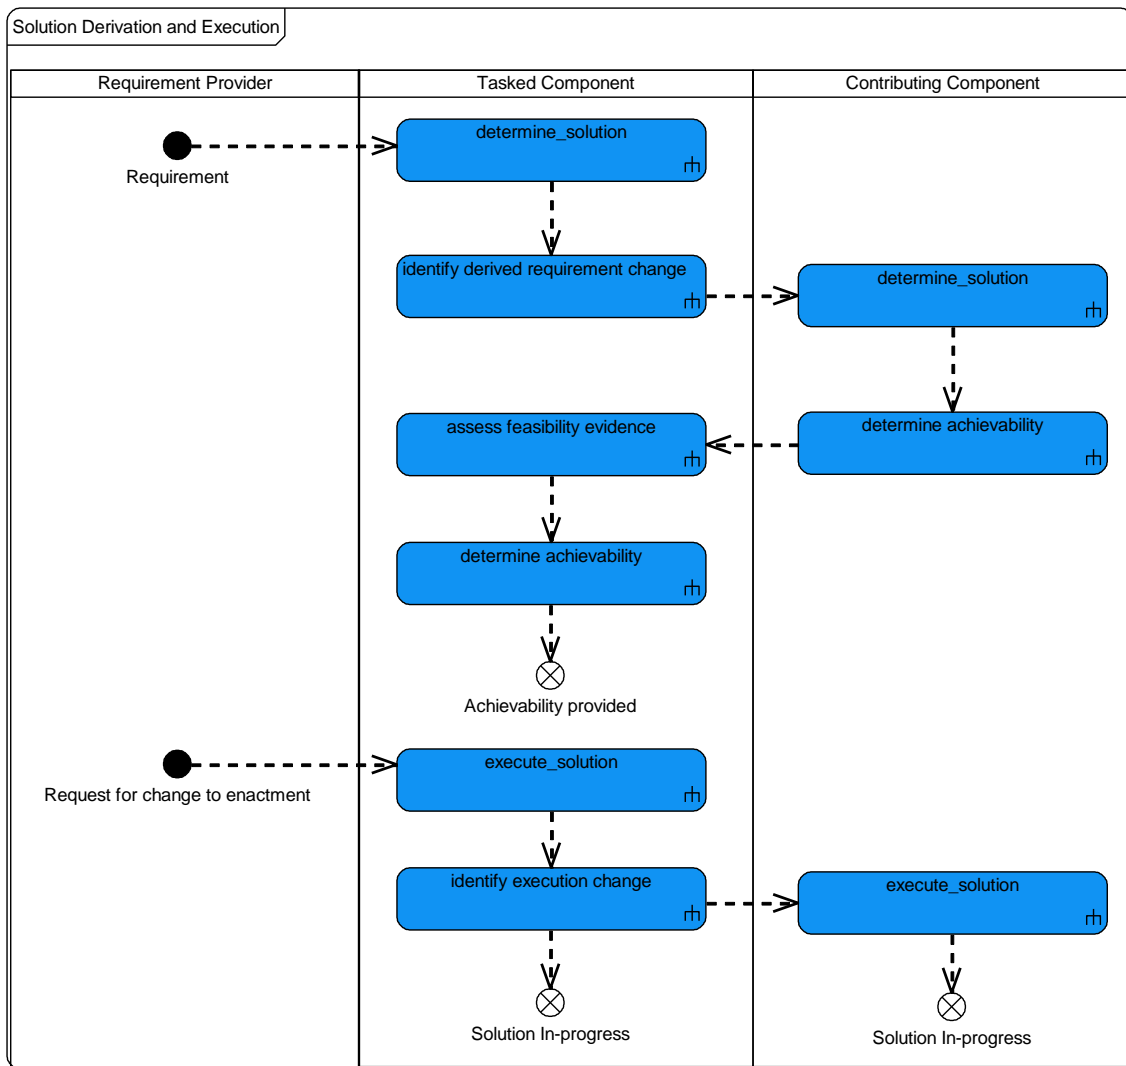 Solution Derivation and Execution
Requirement Provider
Tasked Component
Contributing Component
determine_solution
Requirement
identify derived requirement change
determine_solution
assess feasibility evidence
determine achievability
determine achievability
Achievability provided
execute_solution
Request for change to enactment
identify execution change
execute_solution
Solution In-progress
Solution In-progress